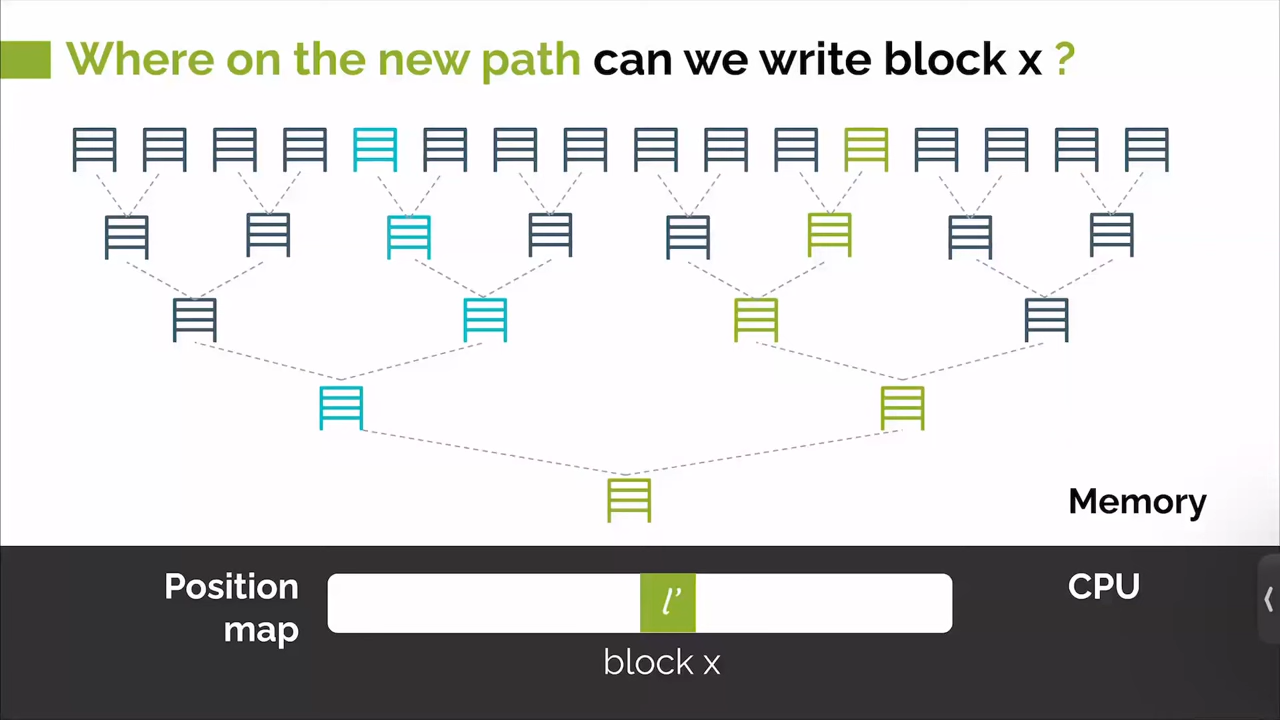 Where on the new path can we write block x ?
Memory
Position
map
l’
CPU
block x